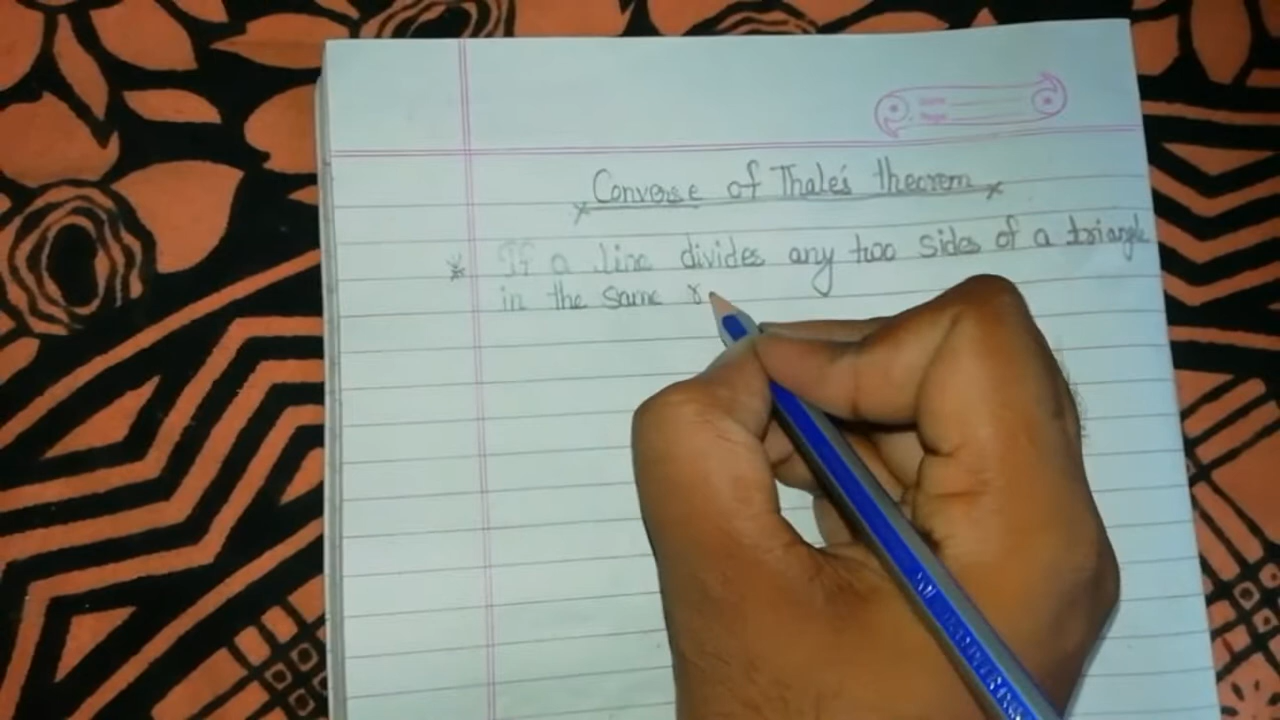 Converse of Thale's theorem
If a line divides any two sides of a triangle
in the same r